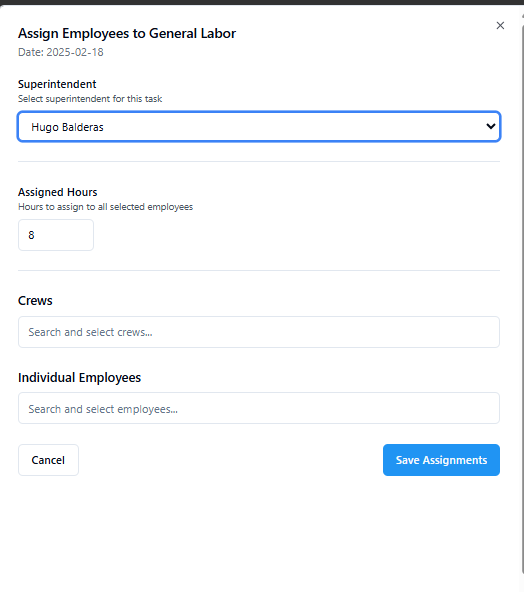 Assign Employees to General Labor
Date: 2025-02-18
Superintendent
Select superintendent for this task
Hugo Balderas
Assigned Hours
Hours to assign to all selected employees
8
Crews
Search and select crews...
Individual Employees
Search and select employees...
Cancel
Save Assignments